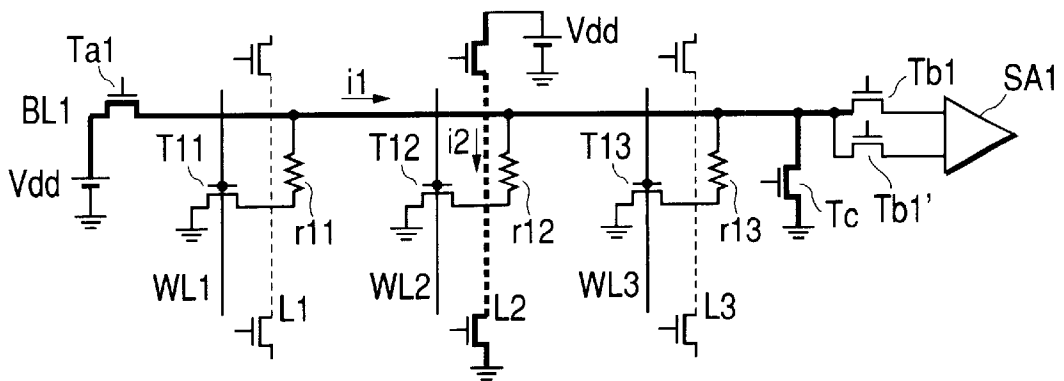 Vdd
Ta1
i1
Tb1
SA1
BL1
T11
T12
i2
T13
Vdd
Tb1'
Tc
r11
r12
r13
WL1
WL2
WL3
L1
L2
L3